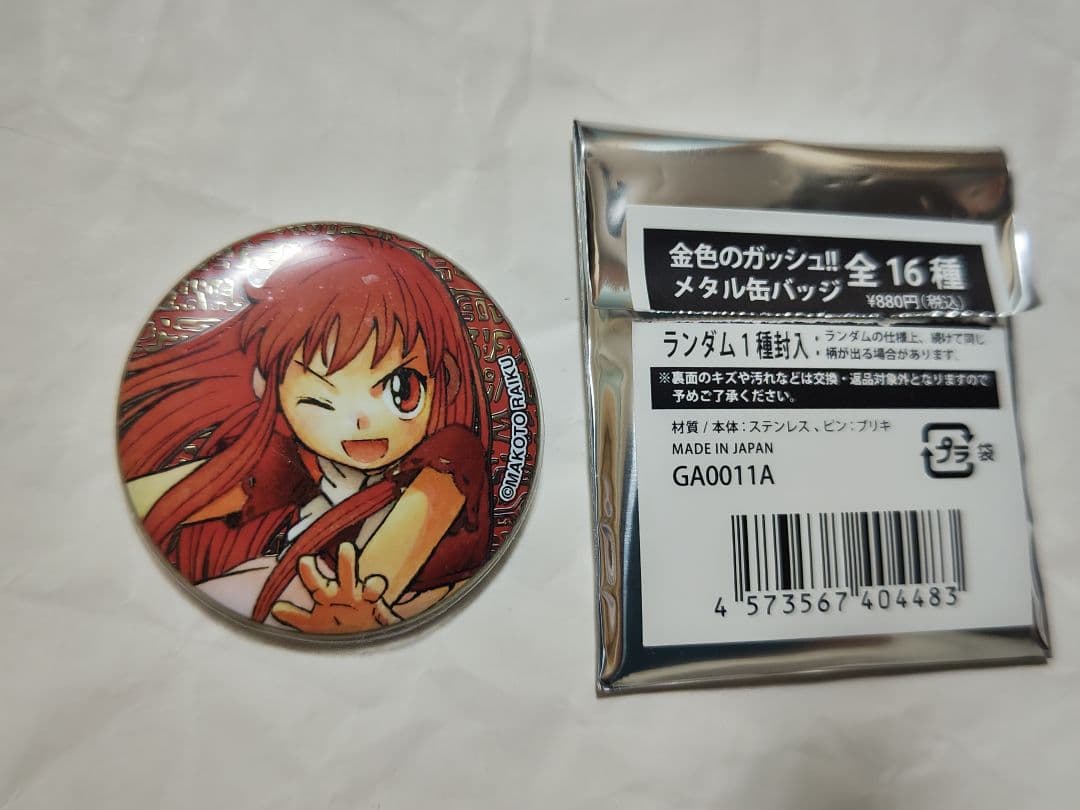 ©MAKOTO RAIKU
金色のガッシュ!!
メタル缶バッジ
全16種
¥880円(税込)
ランダム1種封入・ランダムの仕様上、続けて同じ
柄が出る場合があります。
※裏面のキズや汚れなどは交換・返品対象外となりますので
予めご了承ください。
材質 / 本体:ステンレス、ピン:ブリキ
MADE IN JAPAN
GA0011A
プラ
袋
4 573567 404483